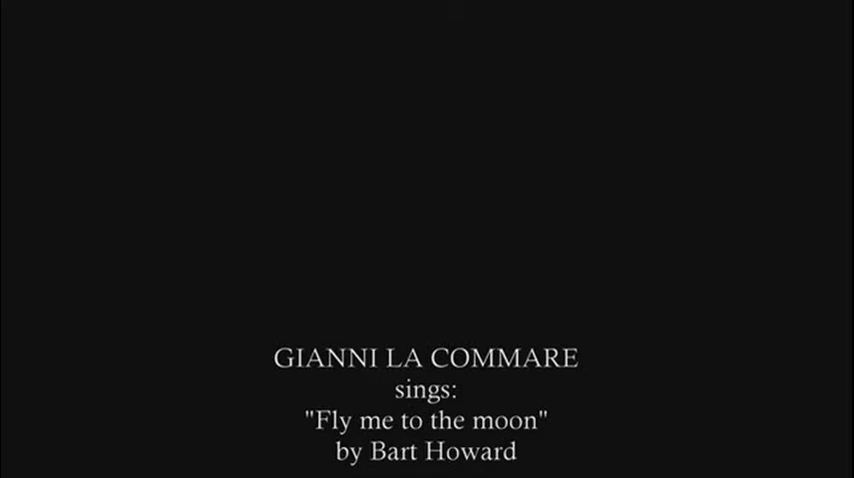 GIANNI LA COMMARE
sings:
"Fly me to the moon"
by Bart Howard